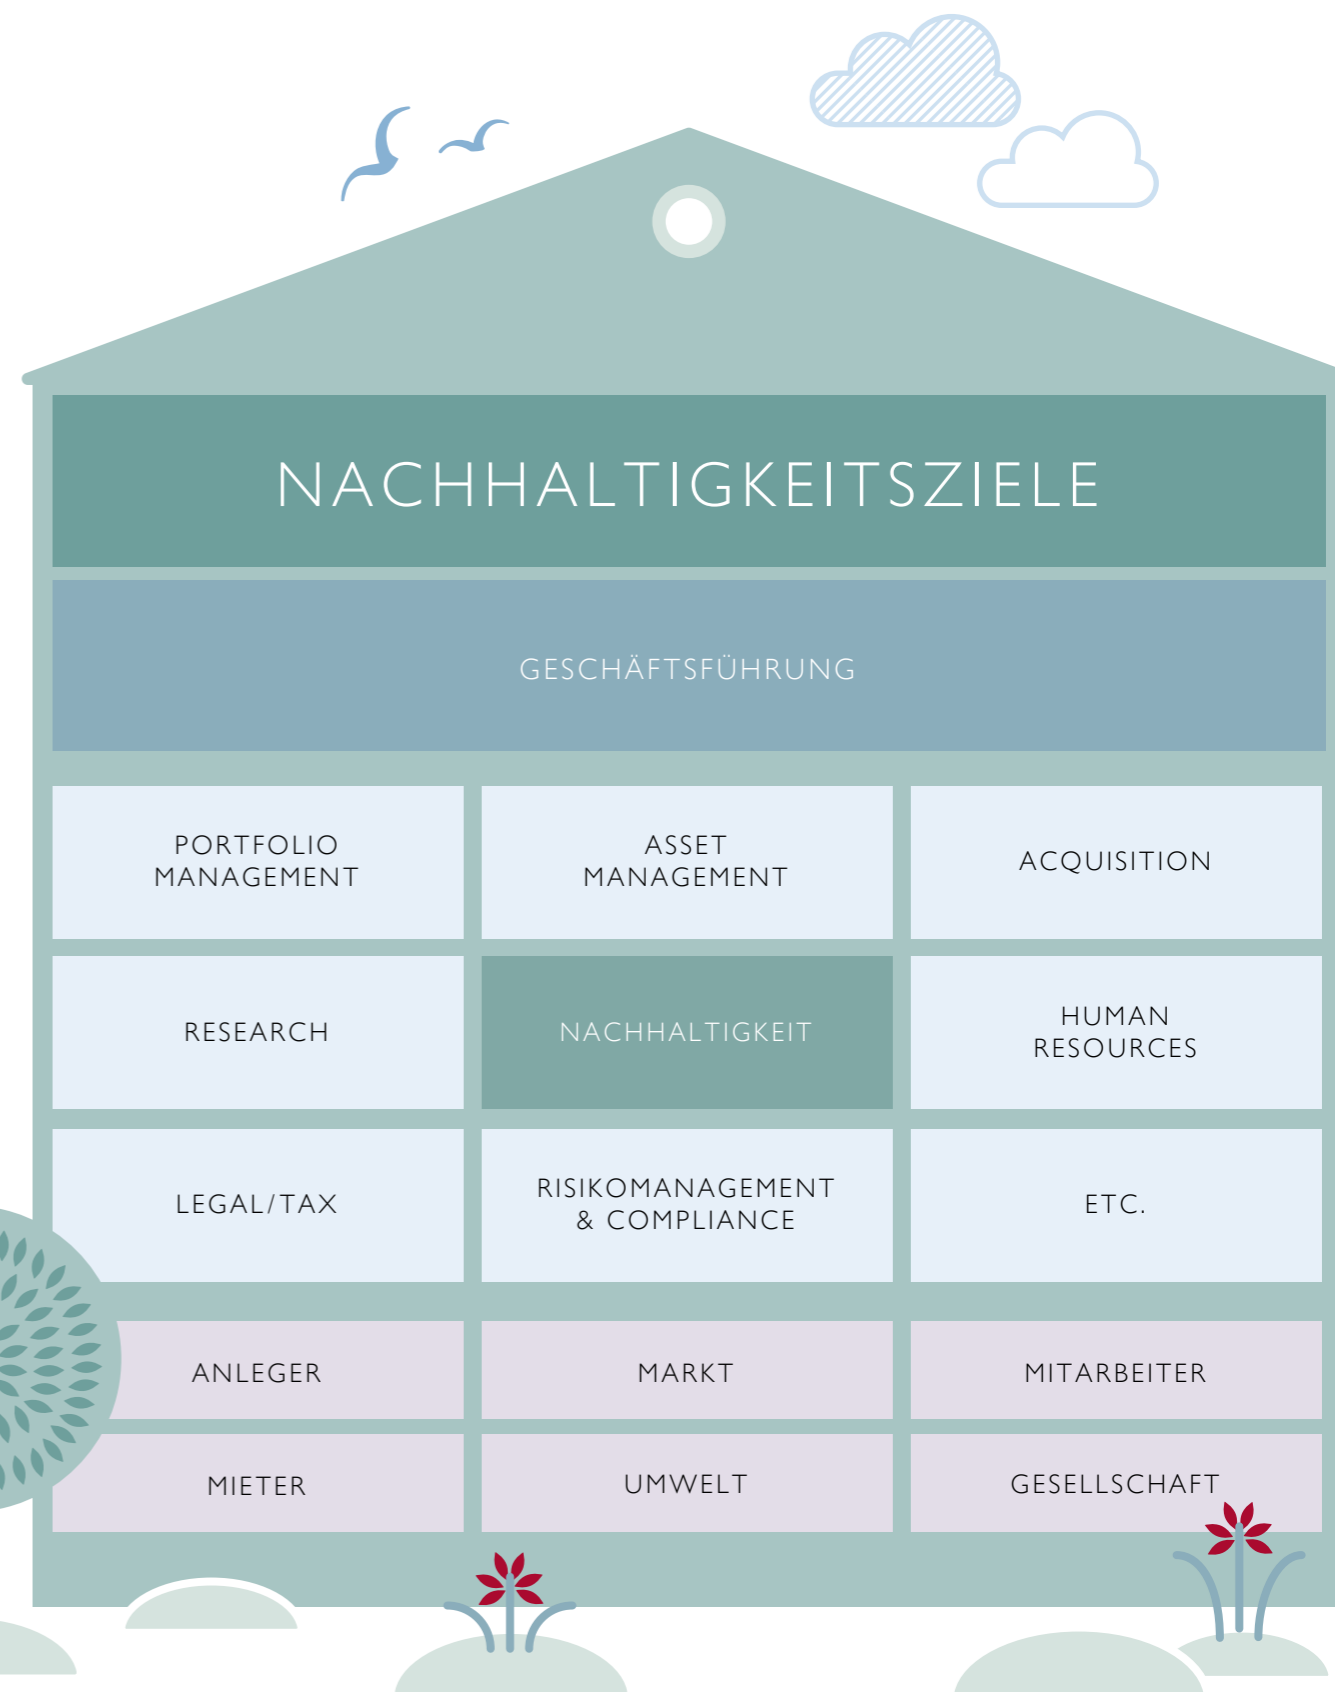 NACHHALTIGKEITSZIELE
GESCHÄFTSFÜHRUNG
PORTFOLIO
MANAGEMENT
ASSET
MANAGEMENT
ACQUISITION
RESEARCH
NACHHALTIGKEIT
HUMAN
RESOURCES
LEGAL/TAX
RISIKOMANAGEMENT
& COMPLIANCE
ETC.
ANLEGER
MARKT
MITARBEITER
MIETER
UMWELT
GESELLSCHAFT